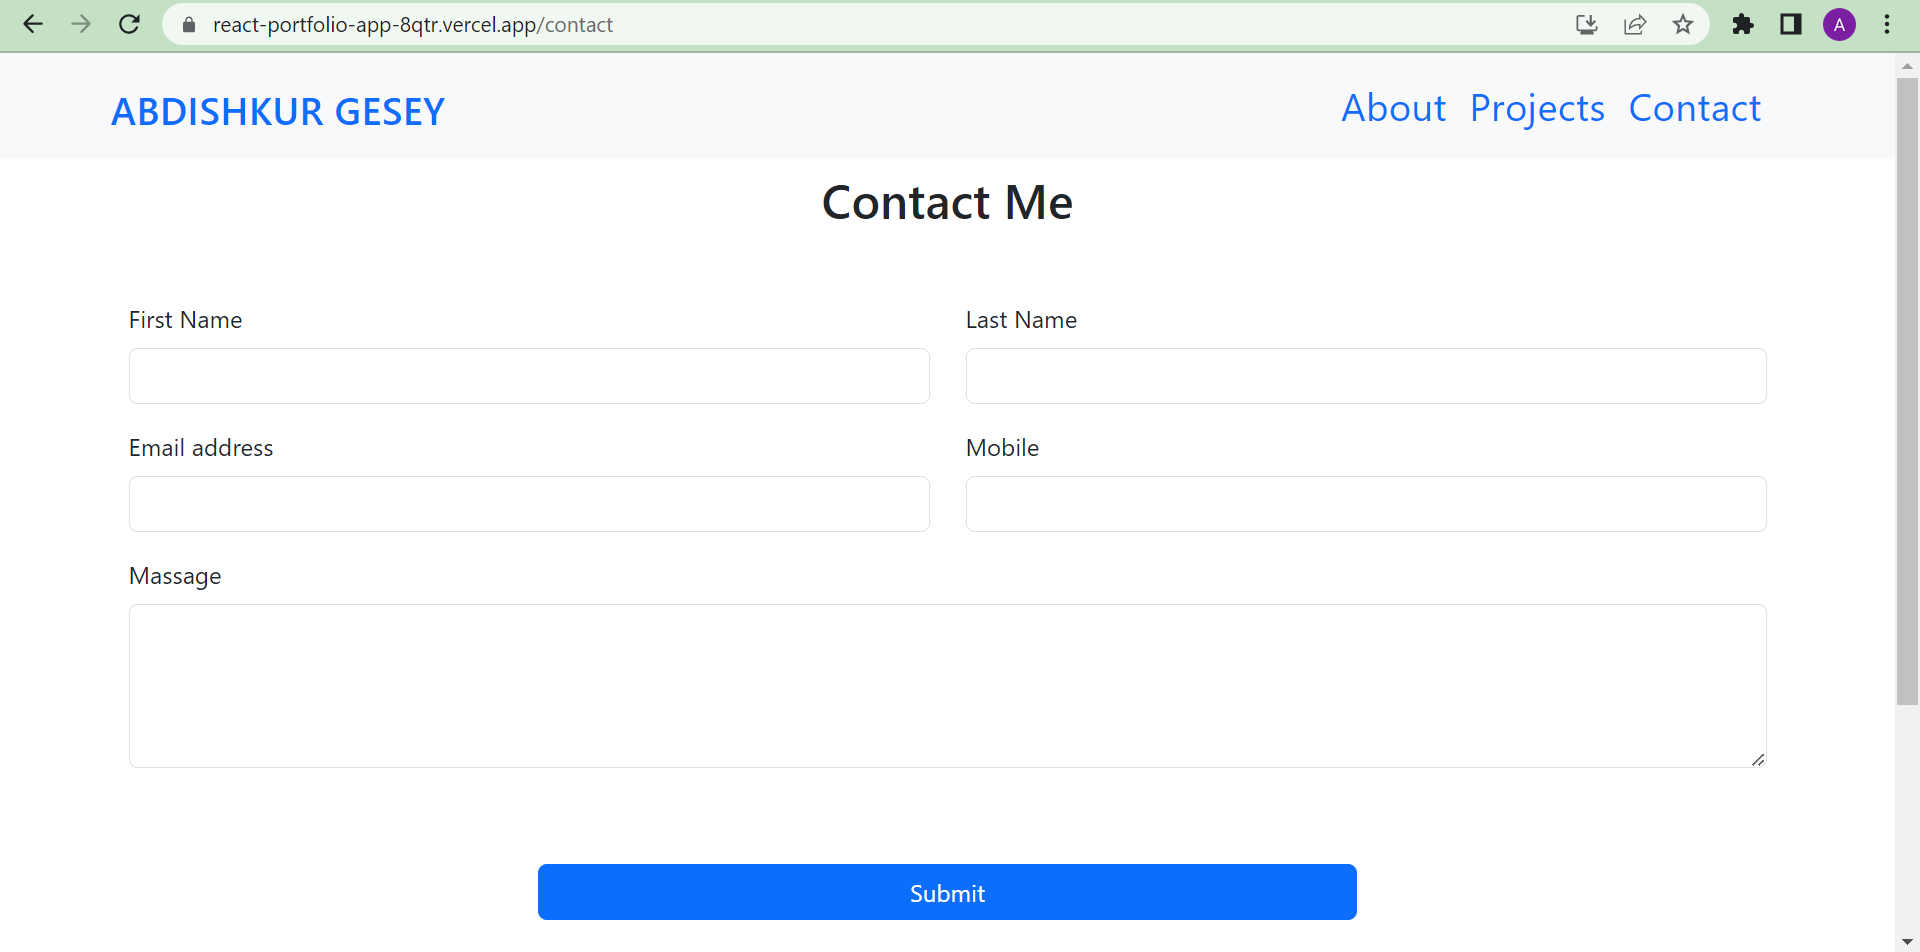 react-portfolio-app-8qtr.vercel.app/contact
A
ABDISHKUR GESEY
About Projects Contact
Contact Me
First Name Last Name
Email address Mobile
Massage
Submit